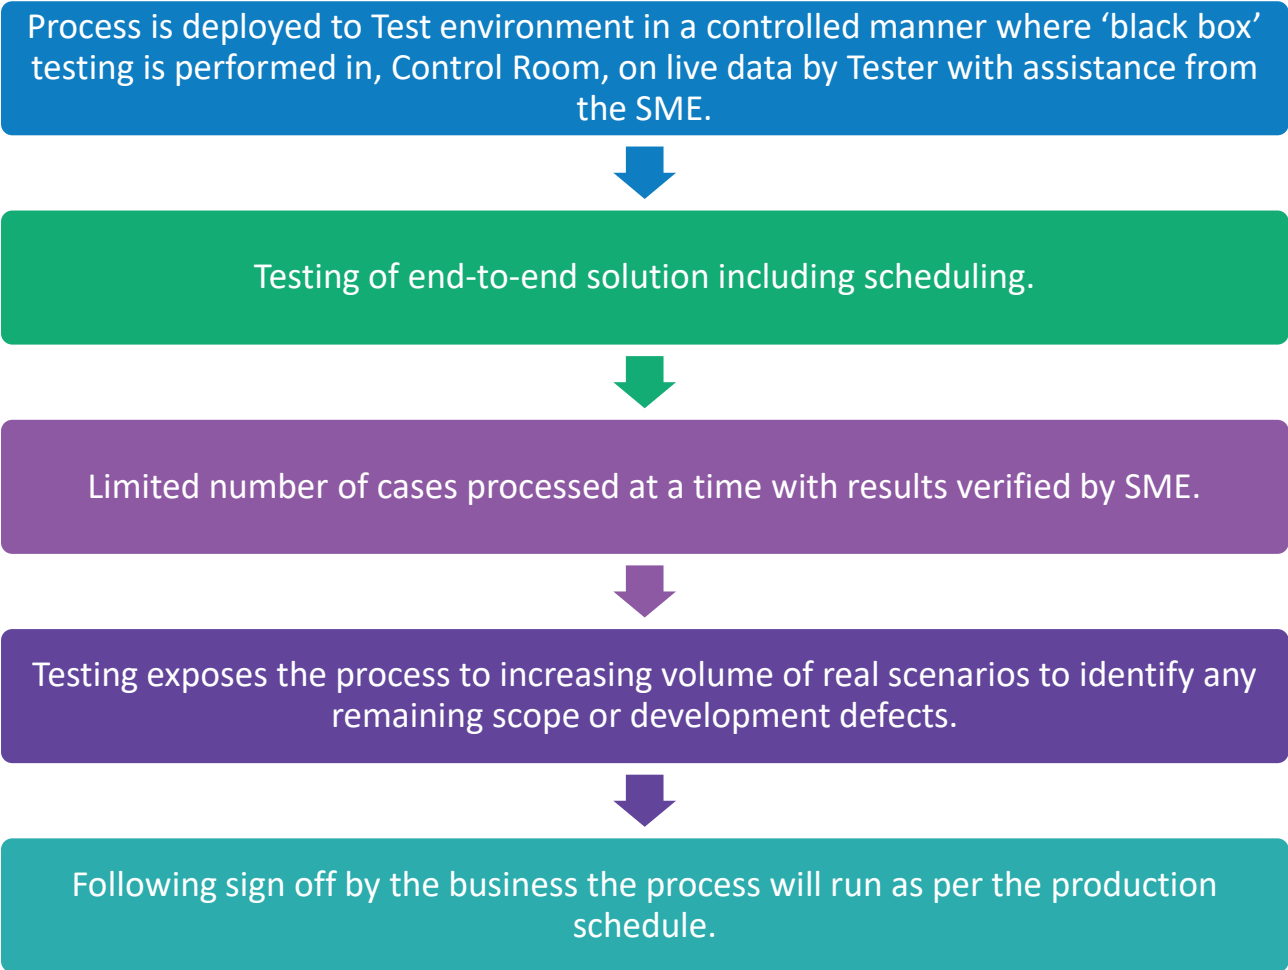 Process is deployed to Test environment in a controlled manner where ‘black box’
testing is performed in, Control Room, on live data by Tester with assistance from
the SME.
Testing of end-to-end solution including scheduling.
Limited number of cases processed at a time with results verified by SME.
Testing exposes the process to increasing volume of real scenarios to identify any
remaining scope or development defects.
Following sign off by the business the process will run as per the production
schedule.